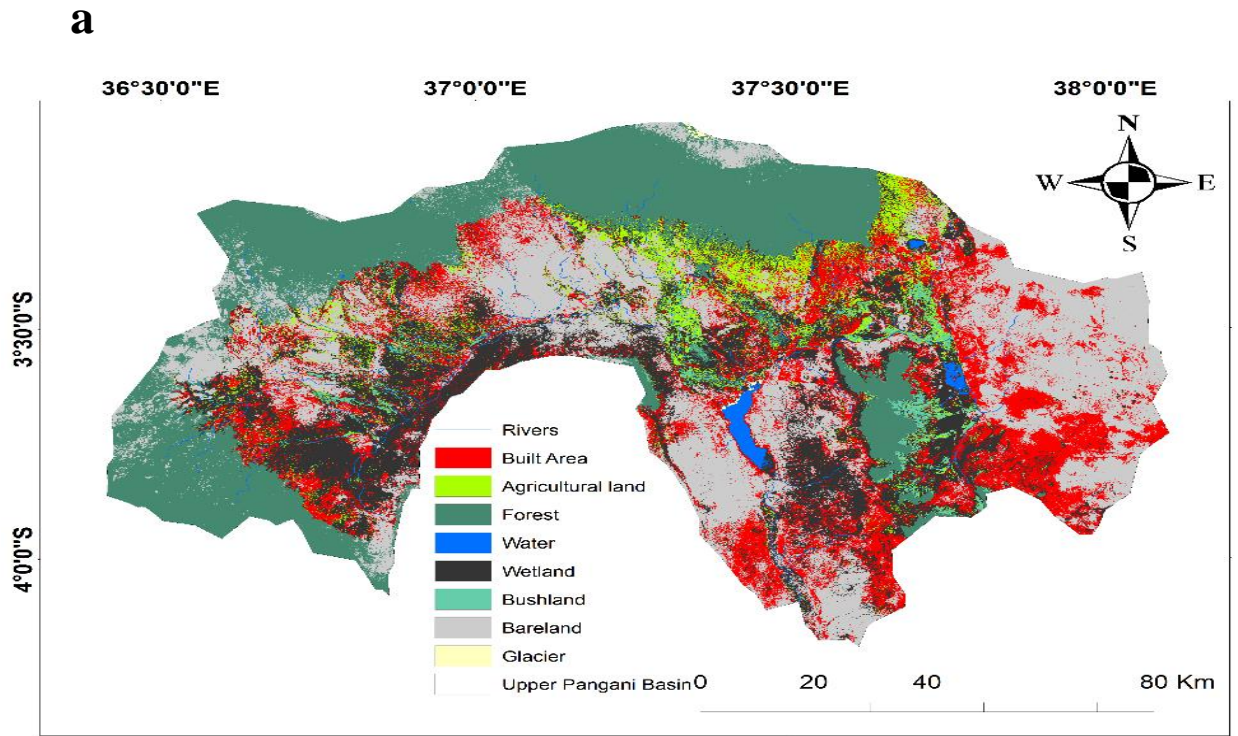 a
36°30'0"E 37°0'0"E 37°30'0"E 38°0'0"E
N
W E
S
3°30'0"S
4°0'0"S
Rivers
Built Area
Agricultural land
Forest
Water
Wetland
Bushland
Bareland
Glacier
Upper Pangani Basin
0 20 40 80 Km